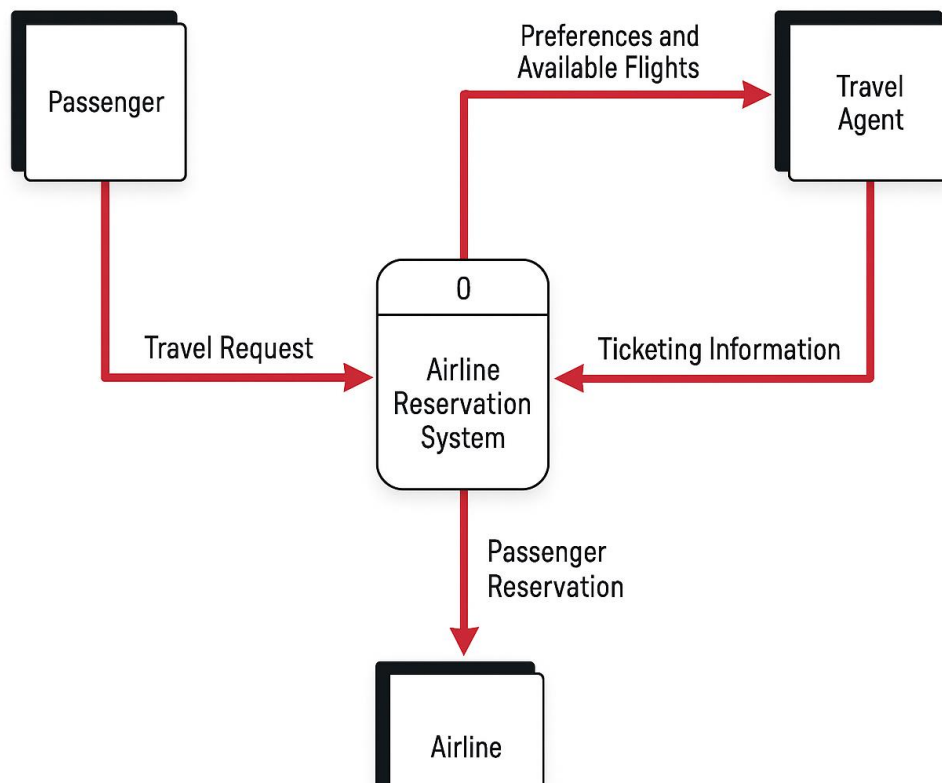 Passenger
Preferences and
Available Flights
Travel
Agent
0
Travel Request
Airline
Reservation
System
Ticketing Information
Passenger
Reservation
Airline